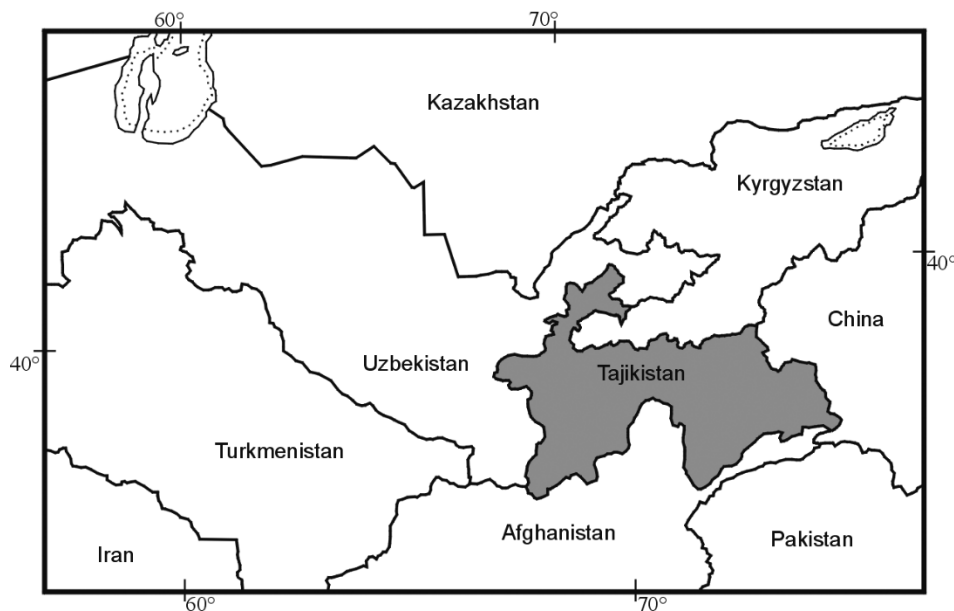 60°
70°
Kazakhstan
Kyrgyzstan
40°
China
40°
Uzbekistan
Tajikistan
Turkmenistan
Afghanistan
Pakistan
Iran
60°
70°